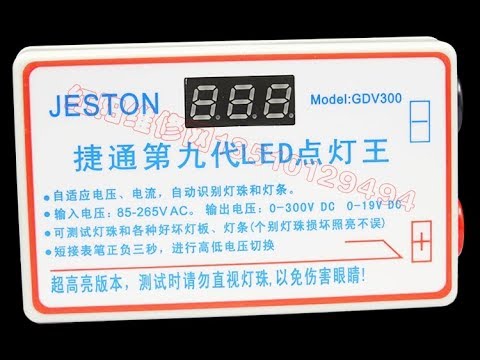 JESTON
8.8.8.
Model:GDV300
捷通第九代LED点灯王
• 自适应电压、电流，自动识别灯珠和灯条。
• 输入电压：85-265V AC。 输出电压：0-300V DC 0-19V DC
• 可测试灯珠和各种好坏灯板、灯条(个别灯珠损坏照亮不误)
• 短接表笔正负三秒，进行高低电压切换
超高亮版本，测试时请勿直视灯珠，以免伤害眼睛!
−
+